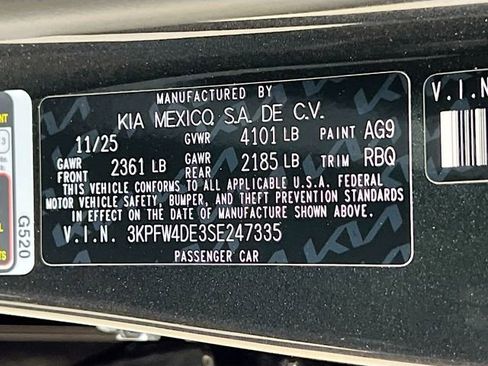 MANUFACTURED BY
KIA MEXICO, S.A. DE C.V.
11/25 GVWR 4101 LB PAINT AG9
GAWR FRONT 2361 LB GAWR REAR 2185 LB TRIM RBQ
THIS VEHICLE CONFORMS TO ALL APPLICABLE U.S.A. FEDERAL
MOTOR VEHICLE SAFETY, BUMPER, AND THEFT PREVENTION STANDARDS
IN EFFECT ON THE DATE OF MANUFACTURE SHOWN ABOVE.
V.I.N. 3KPFW4DE3SE247335
PASSENGER CAR
G520
V.I.N